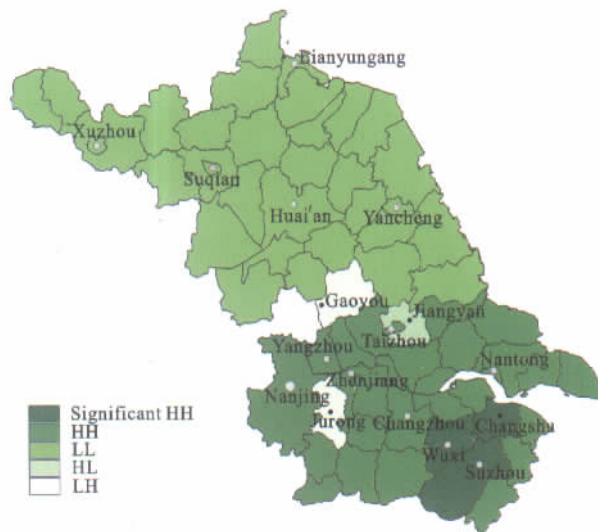 Lianyungang
Xuzhou
Suqian
Huai'an
Yancheng
Gaoyou
Jiangyan
Taizhou
Yangzhou
Nantong
Zhenjiang
Nanjing
Jurong
Changzhou
Changshu
Wuxi
Suzhou
Significant HH
HH
LL
HL
LH